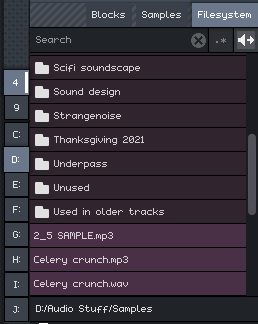 Blocks Samples Filesystem
Search .*
Scifi soundscape
4 Sound design
9 Strangenoise
C: Thanksgiving 2021
D: Underpass
E: Unused
F: Used in older tracks
G: 2_5 SAMPLE.mp3
H: Celery crunch.mp3
I: Celery crunch.wav
J: D:/Audio Stuff/Samples